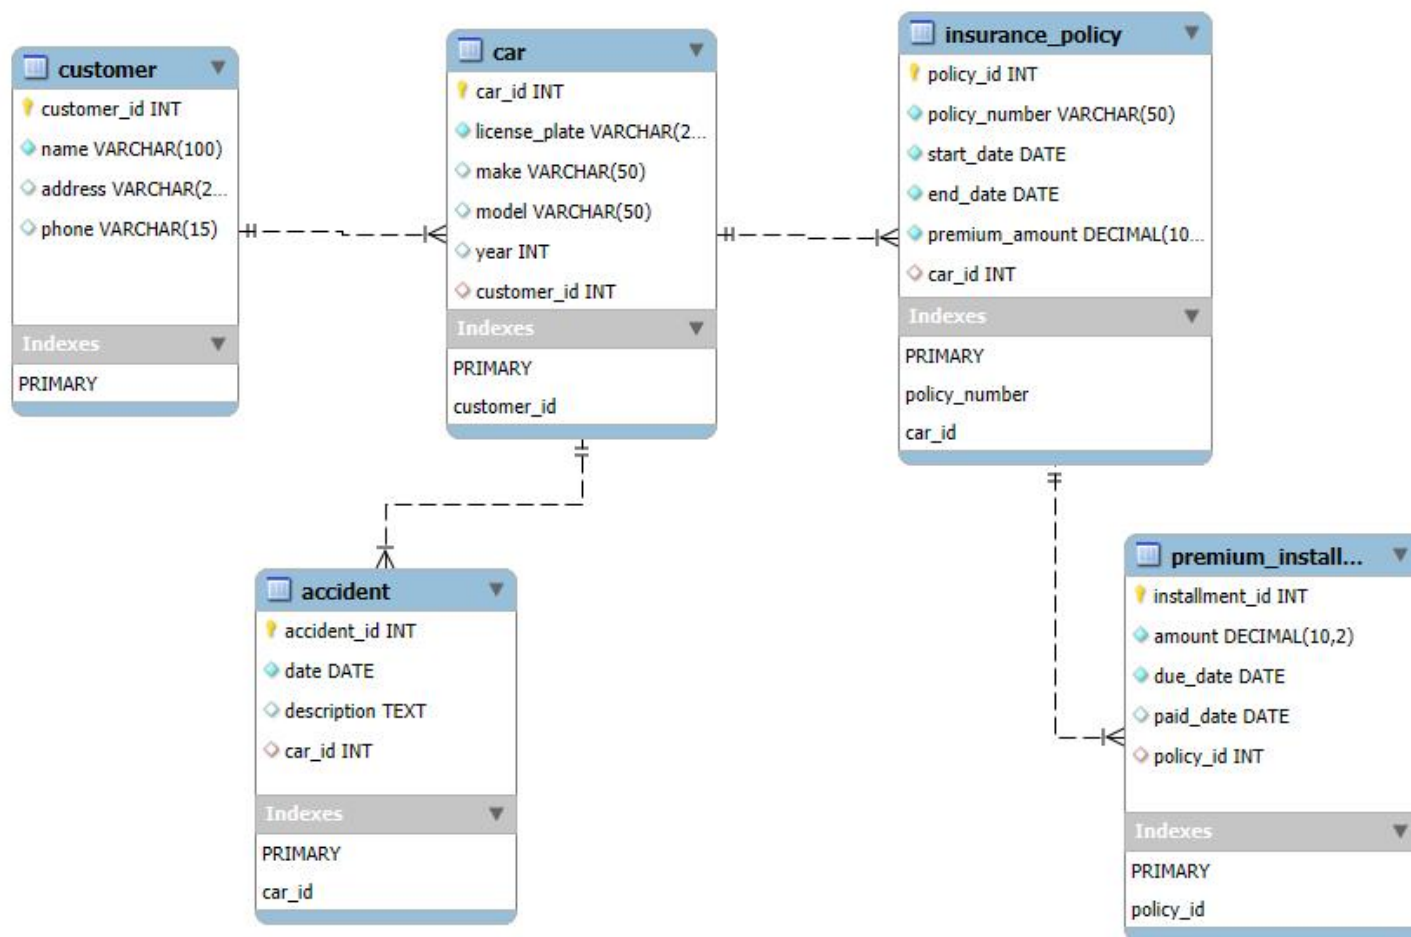 customer
customer_id INT
name VARCHAR(100)
address VARCHAR(2...
phone VARCHAR(15)
Indexes
PRIMARY
car
car_id INT
license_plate VARCHAR(2...
make VARCHAR(50)
model VARCHAR(50)
year INT
customer_id INT
Indexes
PRIMARY
customer_id
insurance_policy
policy_id INT
policy_number VARCHAR(50)
start_date DATE
end_date DATE
premium_amount DECIMAL(10...
car_id INT
Indexes
PRIMARY
policy_number
car_id
accident
accident_id INT
date DATE
description TEXT
car_id INT
Indexes
PRIMARY
car_id
premium_install...
installment_id INT
amount DECIMAL(10,2)
due_date DATE
paid_date DATE
policy_id INT
Indexes
PRIMARY
policy_id